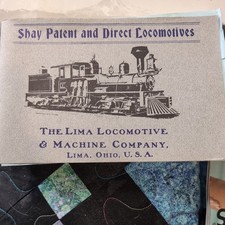 Shay Patent and Direct Locomotives
THE LIMA LOCOMOTIVE
& MACHINE COMPANY,
LIMA, OHIO, U.S.A.